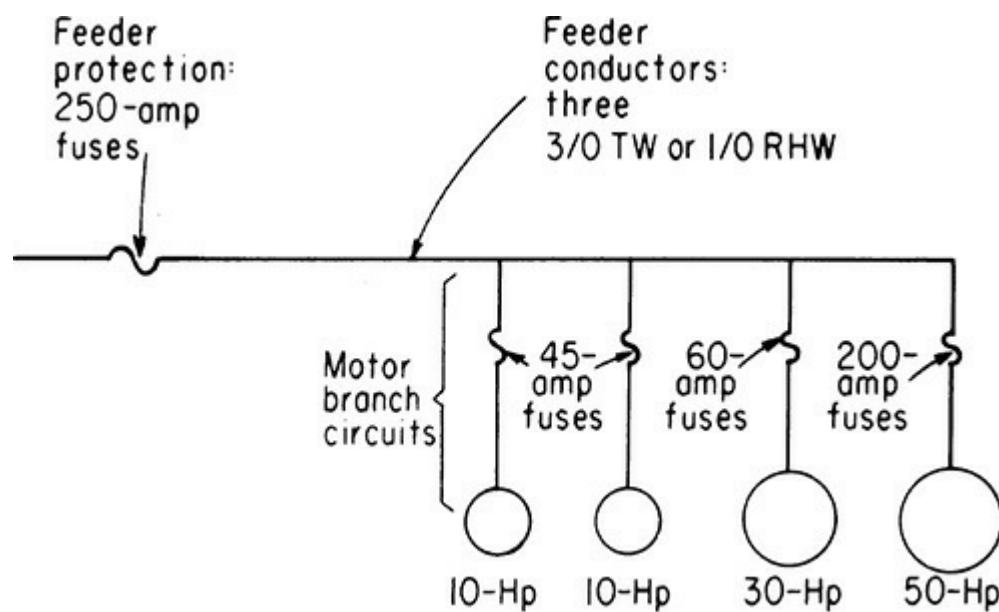 Feeder
protection:
250-amp
fuses
Feeder
conductors:
three
3/0 TW or 1/0 RHW
Motor
branch
circuits
45-
amp
fuses
60-
amp
fuses
200-
amp
fuses
10-Hp
10-Hp
30-Hp
50-Hp